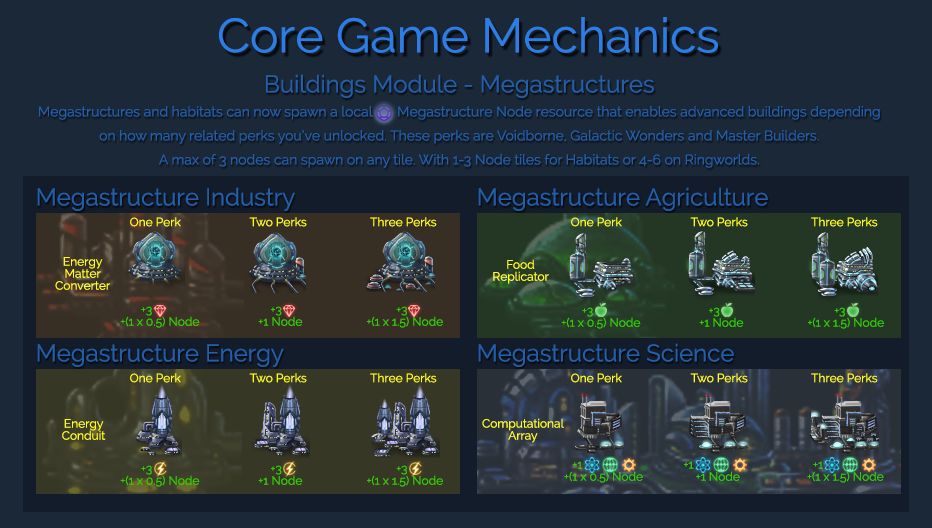 Core Game Mechanics
Buildings Module - Megastructures
Megastructures and habitats can now spawn a local Megastructure Node resource that enables advanced buildings depending
on how many related perks you've unlocked. These perks are Voidborne, Galactic Wonders and Master Builders.
A max of 3 nodes can spawn on any tile. With 1-3 Node tiles for Habitats or 4-6 on Ringworlds.
Megastructure Industry
One Perk Two Perks Three Perks
Energy
Matter
Converter
+3 +3 +3
+(1 x 0.5) Node +1 Node +(1 x 1.5) Node
Megastructure Agriculture
One Perk Two Perks Three Perks
Food
Replicator
+3 +3 +3
+(1 x 0.5) Node +1 Node +(1 x 1.5) Node
Megastructure Energy
One Perk Two Perks Three Perks
Energy
Conduit
+3 +3 +3
+(1 x 0.5) Node +1 Node +(1 x 1.5) Node
Megastructure Science
One Perk Two Perks Three Perks
Computational
Array
+1 +1 +1
+(1 x 0.5) Node +1 Node +(1 x 1.5) Node